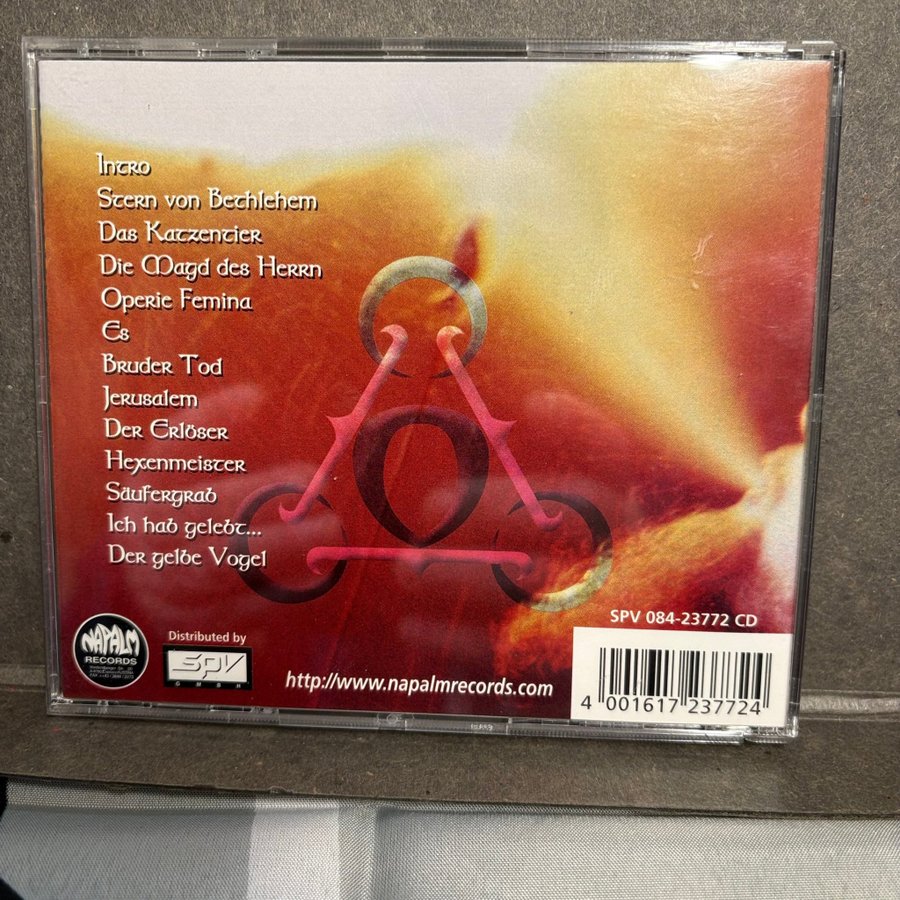 Intro
Stern von Bethlehem
Das Katzentier
Die Magd des Herrn
Operie Femina
Es
Bruder Tod
Jerusalem
Der Erlöser
Hexenmeister
Säufergrab
Ich hab gelebt...
Der gelbe Vogel
SPV 084-23772 CD
NAPALM
RECORDS
Distributed by
SPV
GMBH
http://www.napalmrecords.com
4 001617 237724